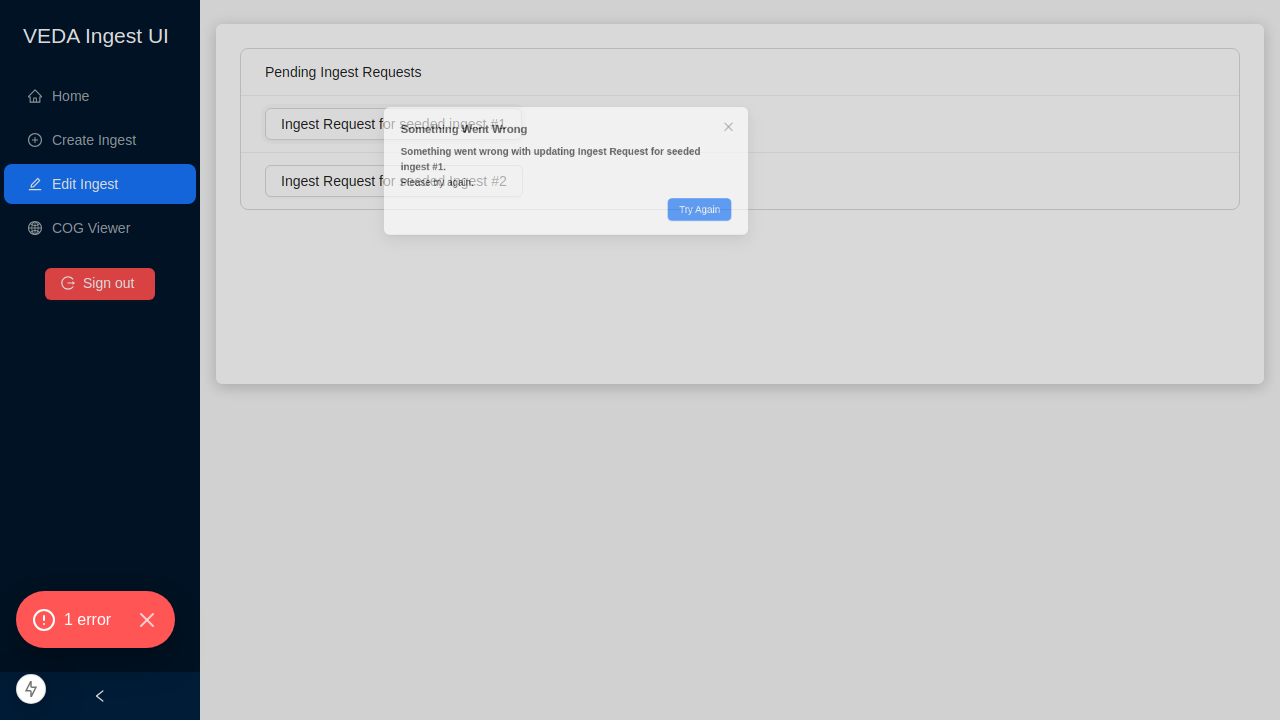 VEDA Ingest UI
Home
Create Ingest
Edit Ingest
COG Viewer
Sign out
1 error
Pending Ingest Requests
Ingest Request for seeded ingest #1
Ingest Request for seeded ingest #2
Something Went Wrong
Something went wrong with updating Ingest Request for seeded
ingest #1.
Please try again.
Try Again